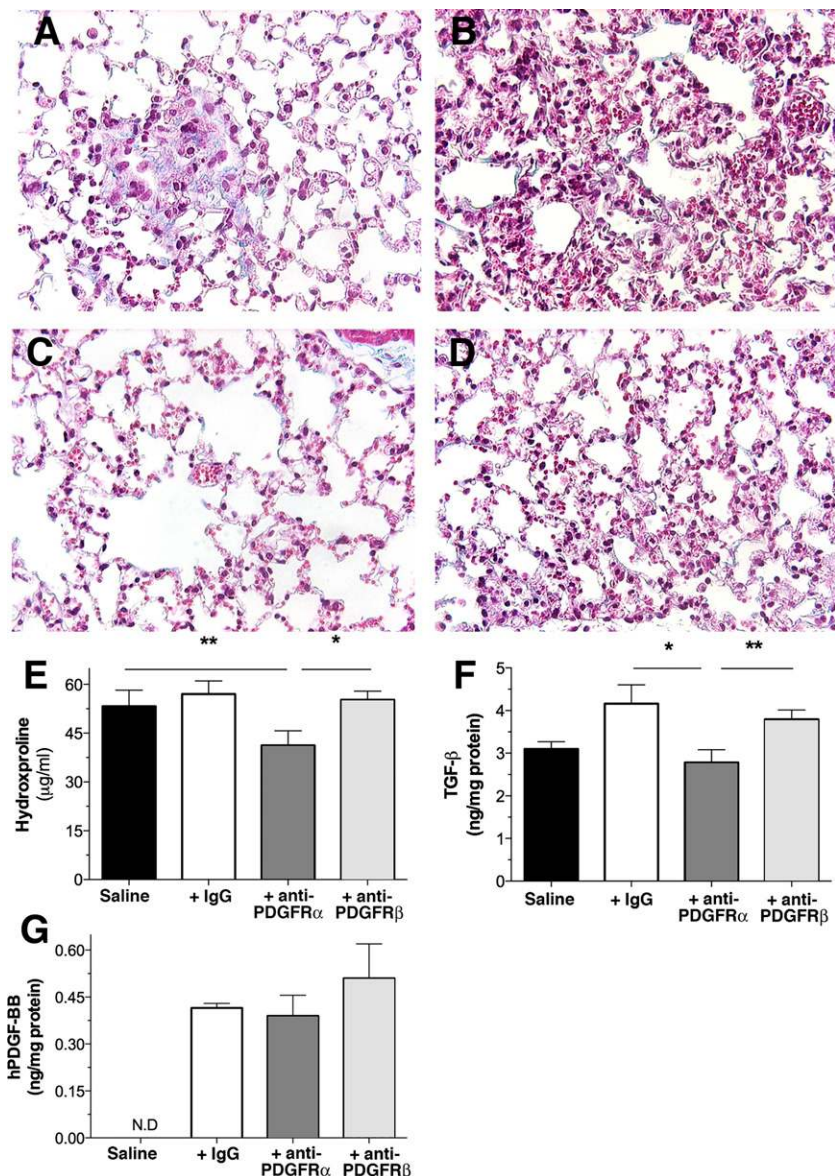 A
B
C
D
**
*
E
60
45
30
15
0
Hydroxproline
(μg/ml)
Saline
+ IgG
+ anti-
PDGFRα
+ anti-
PDGFRβ
*
**
F
5
4
3
2
1
0
TGF-β
(ng/mg protein)
Saline
+ IgG
+ anti-
PDGFRα
+ anti-
PDGFRβ
G
0.60
0.45
0.30
0.15
0.00
hPDGF-BB
(ng/mg protein)
N.D
Saline
+ IgG
+ anti-
PDGFRα
+ anti-
PDGFRβ